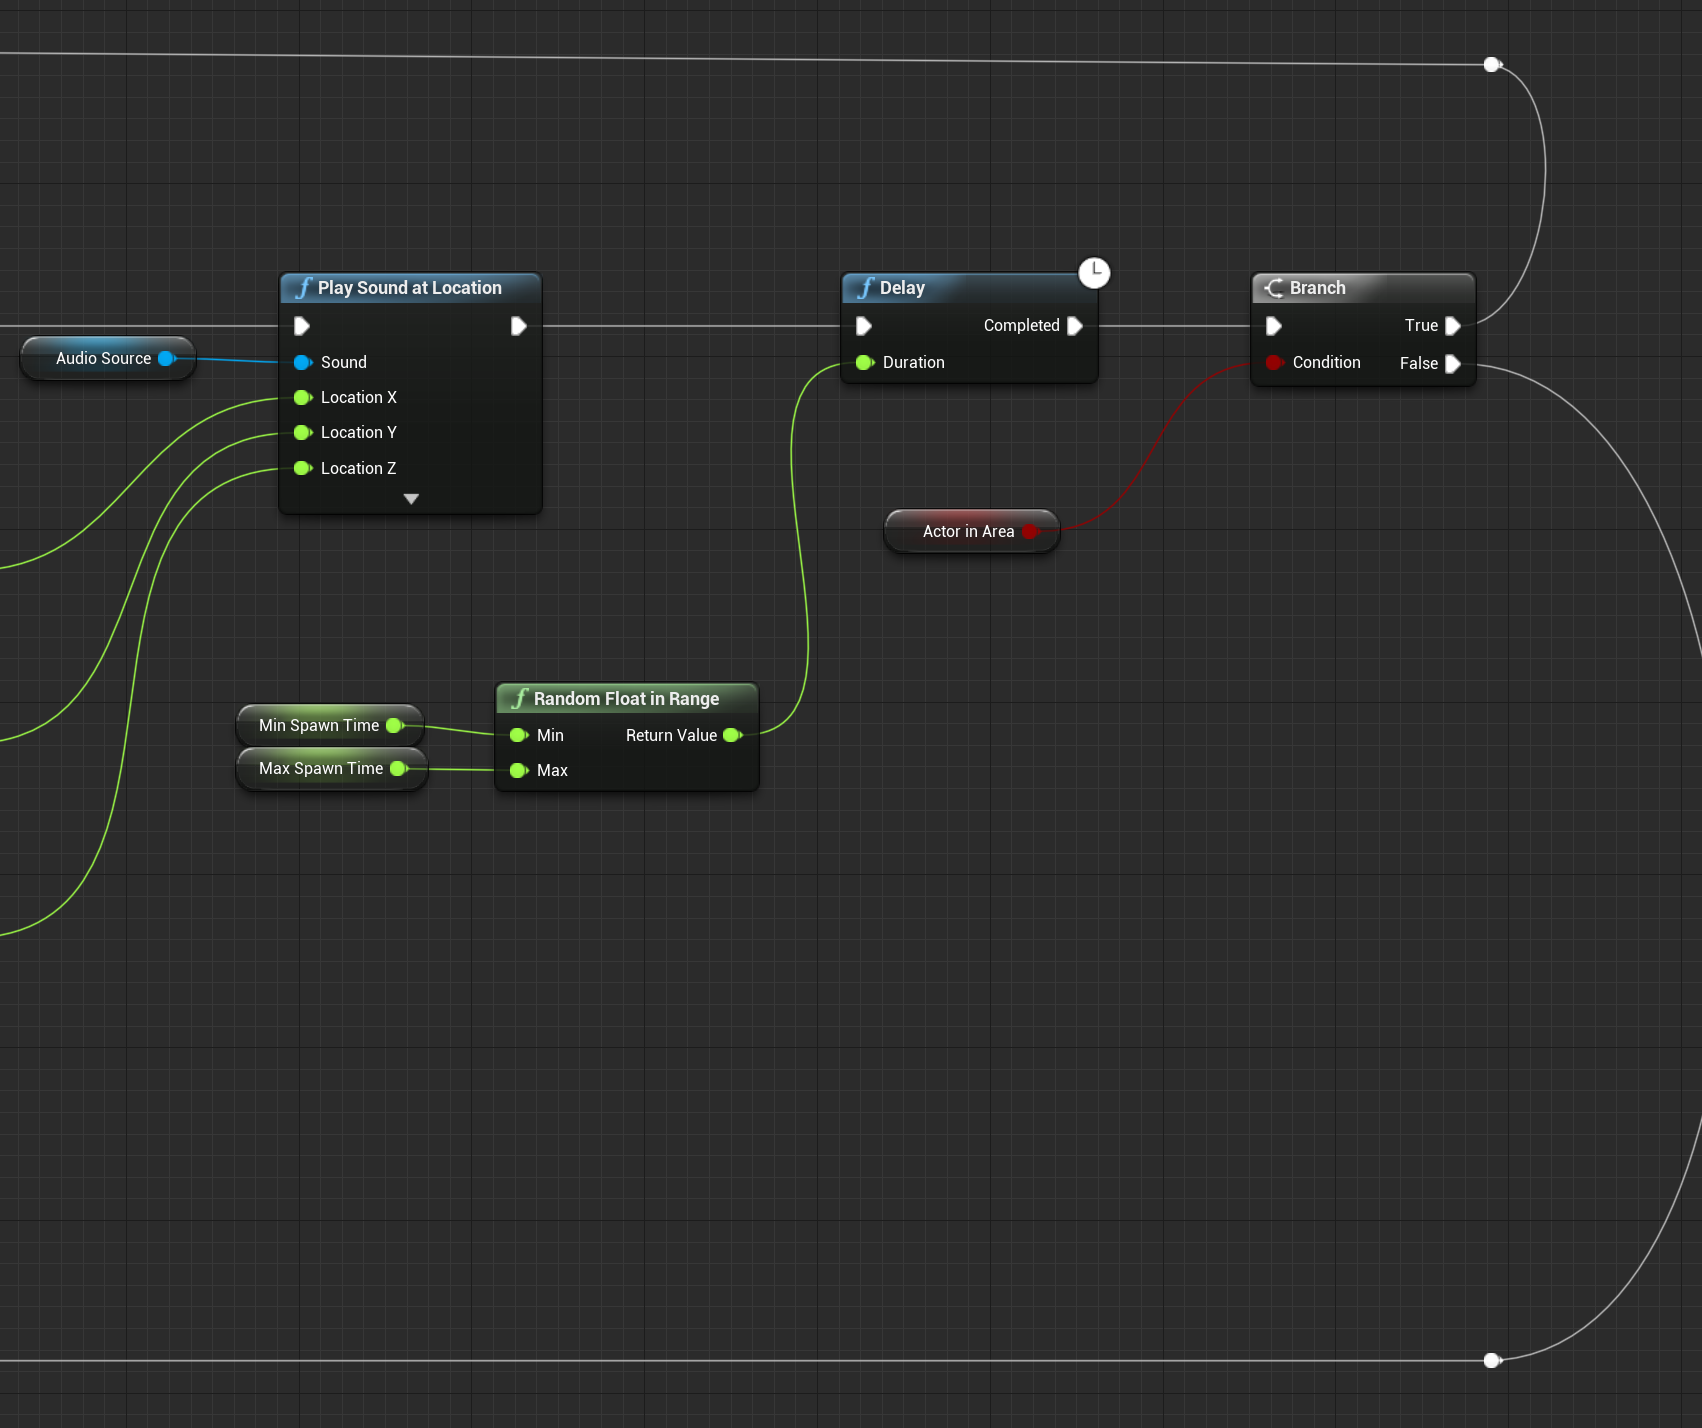 Play Sound at Location
Audio Source
Sound
Location X
Location Y
Location Z
Delay
Completed
Duration
Branch
True
Condition
False
Actor in Area
Min Spawn Time
Max Spawn Time
Random Float in Range
Min
Return Value
Max